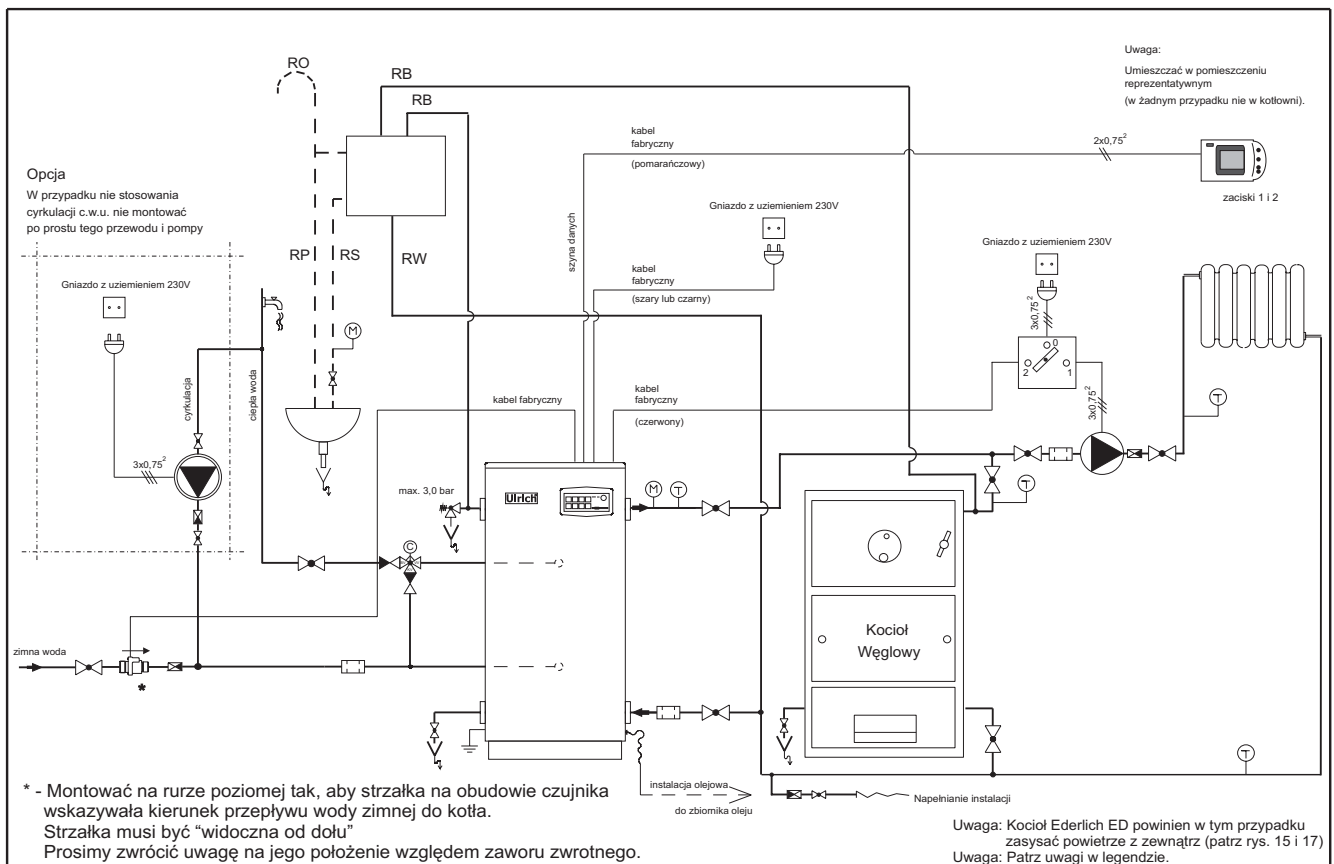 RO
RB
RB
Uwaga:
Umieszczać w pomieszczeniu
reprezentatywnym
(w żadnym przypadku nie w kotłowni).
kabel
fabryczny
(pomarańczowy)
2x0,75²
zaciski 1 i 2
Opcja
W przypadku nie stosowania
cyrkulacji c.w.u. nie montować
po prostu tego przewodu i pompy
Gniazdo z uziemieniem 230V
RP
RS
RW
szyna danych
Gniazdo z uziemieniem 230V
kabel
fabryczny
(szary lub czarny)
Gniazdo z uziemieniem 230V
3x0,75²
0
2
1
3x0,75²
M
cyrkulacja
ciepła woda
kabel fabryczny
kabel
fabryczny
(czerwony)
T
3x0,75²
max. 3,0 bar
Ulrich
M
T
T
C
zimna woda
*
Kocioł
Węglowy
T
instalacja olejowa
do zbiornika oleju
Napełnianie instalacji
* - Montować na rurze poziomej tak, aby strzałka na obudowie czujnika
wskazywała kierunek przepływu wody zimnej do kotła.
Strzałka musi być “widoczna od dołu”
Prosimy zwrócić uwagę na jego położenie względem zaworu zwrotnego.
Uwaga: Kocioł Ederlich ED powinien w tym przypadku
zasysać powietrze z zewnątrz (patrz rys. 15 i 17)
Uwaga: Patrz uwagi w legendzie.